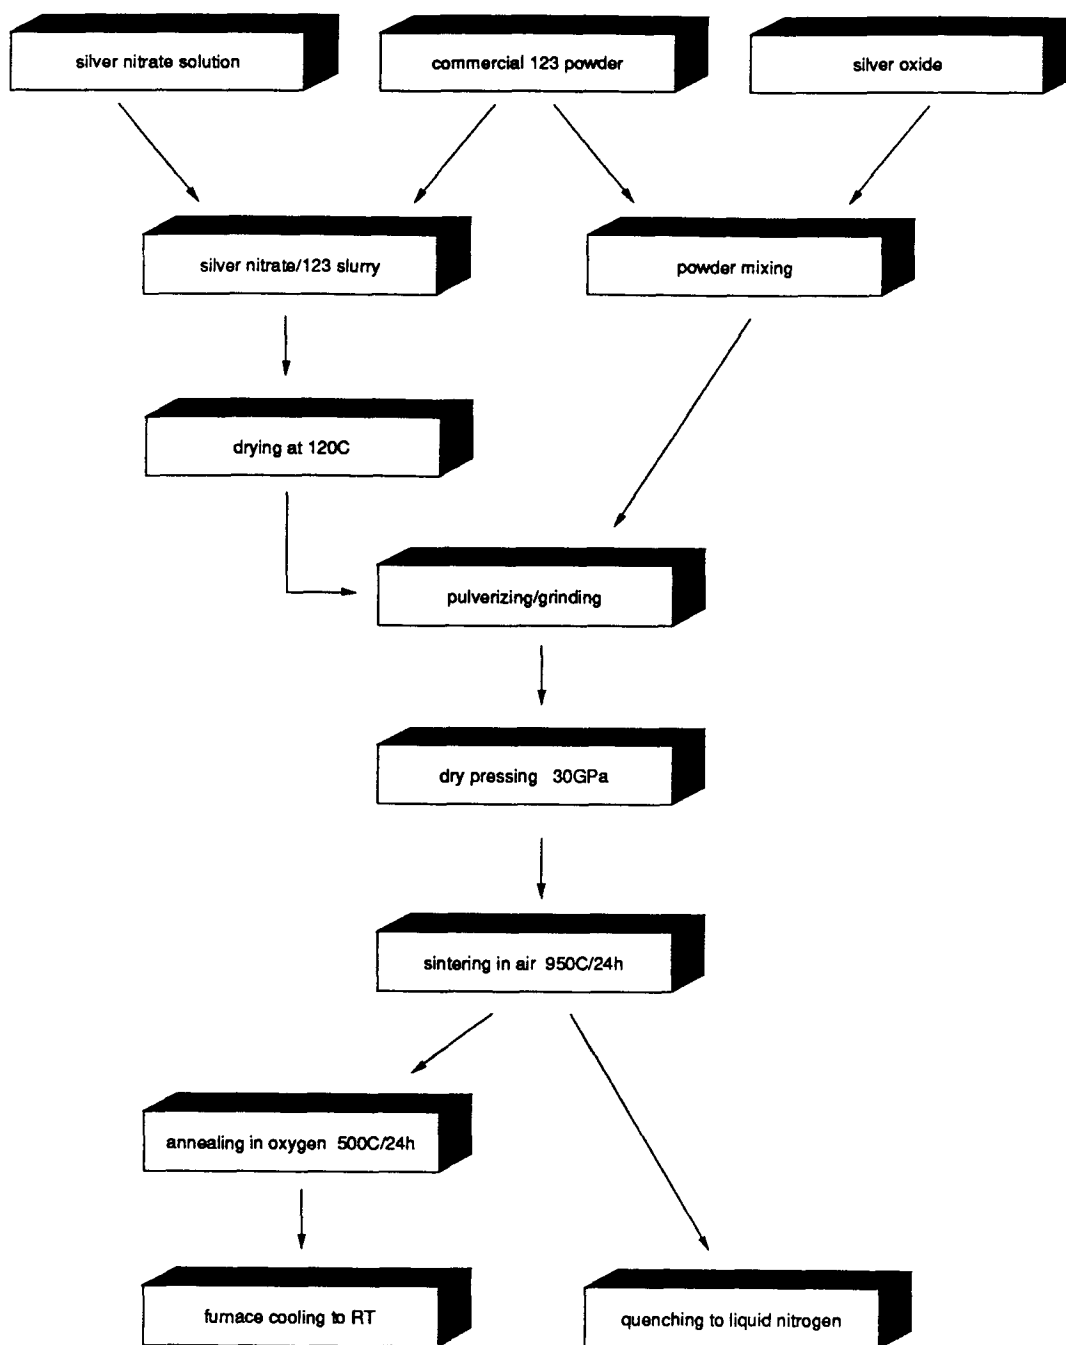 silver nitrate solution
commercial 123 powder
silver oxide
silver nitrate/123 slurry
powder mixing
drying at 120C
pulverizing/grinding
dry pressing 30GPa
sintering in air 950C/24h
annealing in oxygen 500C/24h
furnace cooling to RT
quenching to liquid nitrogen